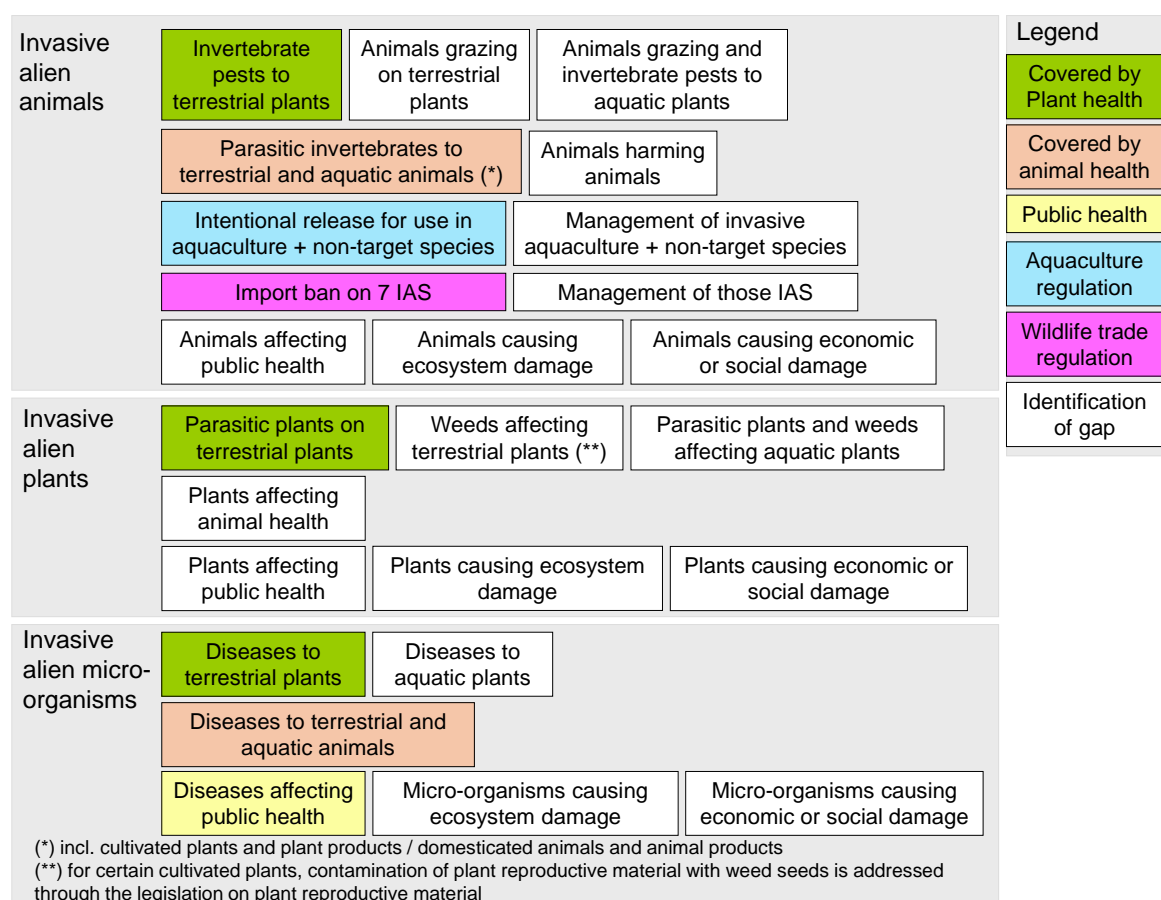 Invasive
alien
animals
Invertebrate
pests to
terrestrial plants
Animals grazing
on terrestrial
plants
Animals grazing and
invertebrate pests to
aquatic plants
Parasitic invertebrates to
terrestrial and aquatic animals (*)
Animals harming
animals
Intentional release for use in
aquaculture + non-target species
Management of invasive
aquaculture + non-target species
Import ban on 7 IAS
Management of those IAS
Animals affecting
public health
Animals causing
ecosystem damage
Animals causing economic
or social damage
Invasive
alien
plants
Parasitic plants on
terrestrial plants
Weeds affecting
terrestrial plants (**)
Parasitic plants and weeds
affecting aquatic plants
Plants affecting
animal health
Plants affecting
public health
Plants causing ecosystem
damage
Plants causing economic or
social damage
Invasive
alien micro-
organisms
Diseases to
terrestrial plants
Diseases to
aquatic plants
Diseases to terrestrial and
aquatic animals
Diseases affecting
public health
Micro-organisms causing
ecosystem damage
Micro-organisms causing
economic or social damage
(*) incl. cultivated plants and plant products / domesticated animals and animal products
(**) for certain cultivated plants, contamination of plant reproductive material with weed seeds is addressed
through the legislation on plant reproductive material
Legend
Covered by
Plant health
Covered by
animal health
Public health
Aquaculture
regulation
Wildlife trade
regulation
Identification
of gap